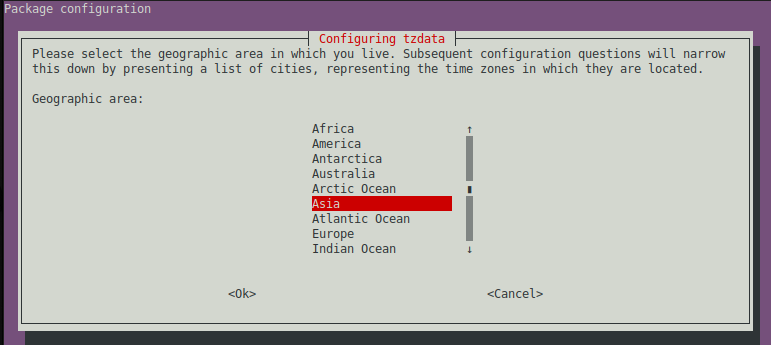 Package configuration
Configuring tzdata
Please select the geographic area in which you live. Subsequent configuration questions will narrow
this down by presenting a list of cities, representing the time zones in which they are located.
Geographic area:
Africa
America
Antarctica
Australia
Arctic Ocean
Asia
Atlantic Ocean
Europe
Indian Ocean
<Ok> <Cancel>